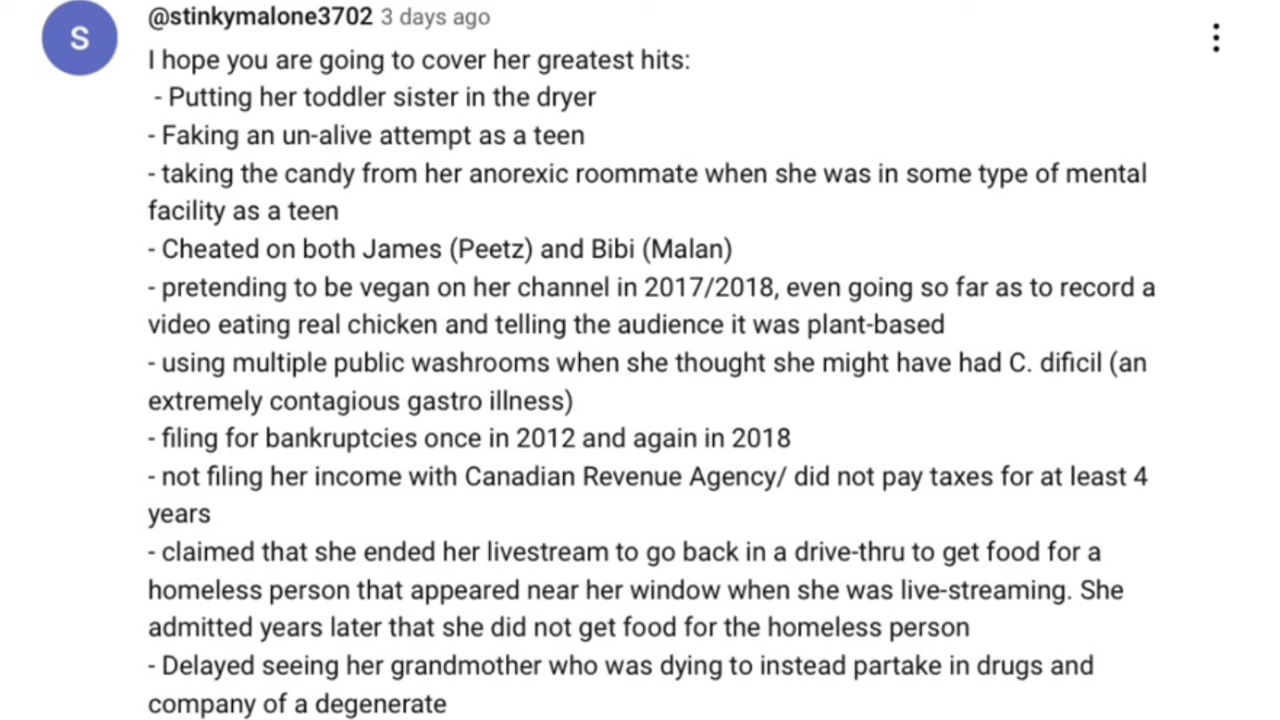 S
@stinkymalone3702 3 days ago
I hope you are going to cover her greatest hits:
- Putting her toddler sister in the dryer
- Faking an un-alive attempt as a teen
- taking the candy from her anorexic roommate when she was in some type of mental
facility as a teen
- Cheated on both James (Peetz) and Bibi (Malan)
- pretending to be vegan on her channel in 2017/2018, even going so far as to record a
video eating real chicken and telling the audience it was plant-based
- using multiple public washrooms when she thought she might have had C. dificil (an
extremely contagious gastro illness)
- filing for bankruptcies once in 2012 and again in 2018
- not filing her income with Canadian Revenue Agency/ did not pay taxes for at least 4
years
- claimed that she ended her livestream to go back in a drive-thru to get food for a
homeless person that appeared near her window when she was live-streaming. She
admitted years later that she did not get food for the homeless person
- Delayed seeing her grandmother who was dying to instead partake in drugs and
company of a degenerate